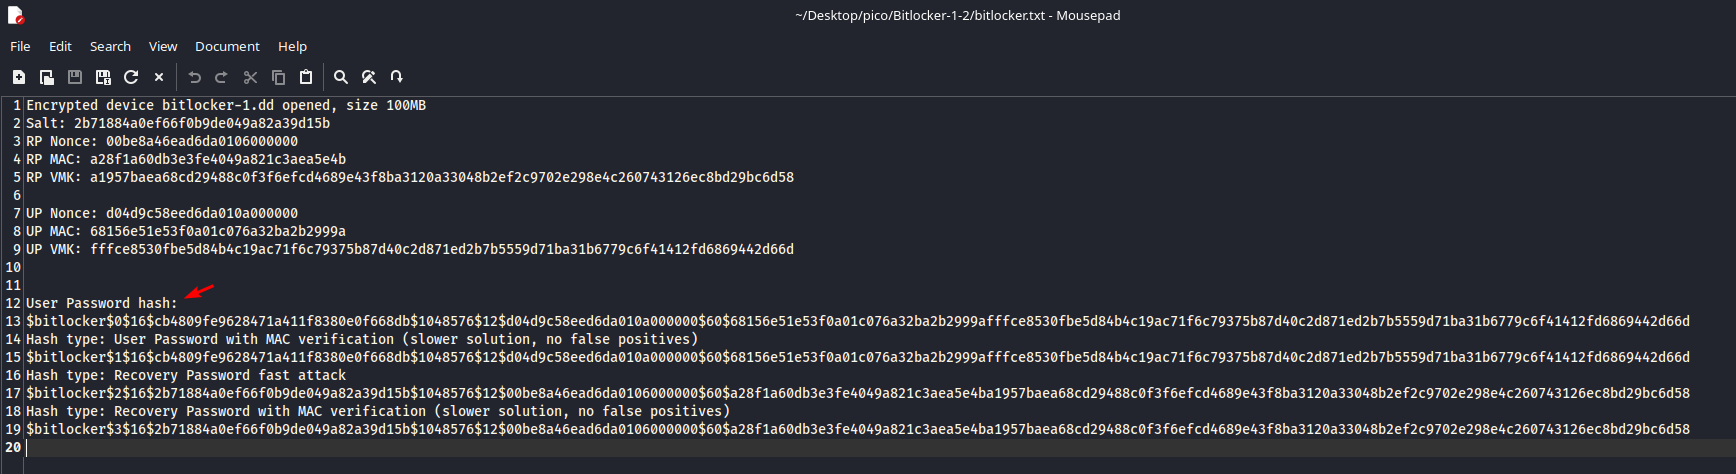 ~/Desktop/pico/Bitlocker-1-2/bitlocker.txt - Mousepad
File Edit Search View Document Help
1 Encrypted device bitlocker-1.dd opened, size 100MB
2 Salt: 2b71884a0ef66f0b9de049a82a39d15b
3 RP Nonce: 00be8a46ead6da0106000000
4 RP MAC: a28f1a60db3e3fe4049a821c3aea5e4b
5 RP VMK: a1957baea68cd29488c0f3f6efcd4689e43f8ba3120a33048b2ef2c9702e298e4c260743126ec8bd29bc6d58
6
7 UP Nonce: d04d9c58eed6da010a000000
8 UP MAC: 68156e51e53f0a01c076a32ba2b2999a
9 UP VMK: fffce8530fbe5d84b4c19ac71f6c79375b87d40c2d871ed2b7b5559d71ba31b6779c6f41412fd6869442d66d
10
11
12 User Password hash:
13 $bitlocker$0$16$cb4809fe9628471a411f8380e0f668db$1048576$12$d04d9c58eed6da010a000000$60$68156e51e53f0a01c076a32ba2b2999afffce8530fbe5d84b4c19ac71f6c79375b87d40c2d871ed2b7b5559d71ba31b6779c6f41412fd6869442d66d
14 Hash type: User Password with MAC verification (slower solution, no false positives)
15 $bitlocker$1$16$cb4809fe9628471a411f8380e0f668db$1048576$12$d04d9c58eed6da010a000000$60$68156e51e53f0a01c076a32ba2b2999afffce8530fbe5d84b4c19ac71f6c79375b87d40c2d871ed2b7b5559d71ba31b6779c6f41412fd6869442d66d
16 Hash type: Recovery Password fast attack
17 $bitlocker$2$16$2b71884a0ef66f0b9de049a82a39d15b$1048576$12$00be8a46ead6da0106000000$60$a28f1a60db3e3fe4049a821c3aea5e4ba1957baea68cd29488c0f3f6efcd4689e43f8ba3120a33048b2ef2c9702e298e4c260743126ec8bd29bc6d58
18 Hash type: Recovery Password with MAC verification (slower solution, no false positives)
19 $bitlocker$3$16$2b71884a0ef66f0b9de049a82a39d15b$1048576$12$00be8a46ead6da0106000000$60$a28f1a60db3e3fe4049a821c3aea5e4ba1957baea68cd29488c0f3f6efcd4689e43f8ba3120a33048b2ef2c9702e298e4c260743126ec8bd29bc6d58
20